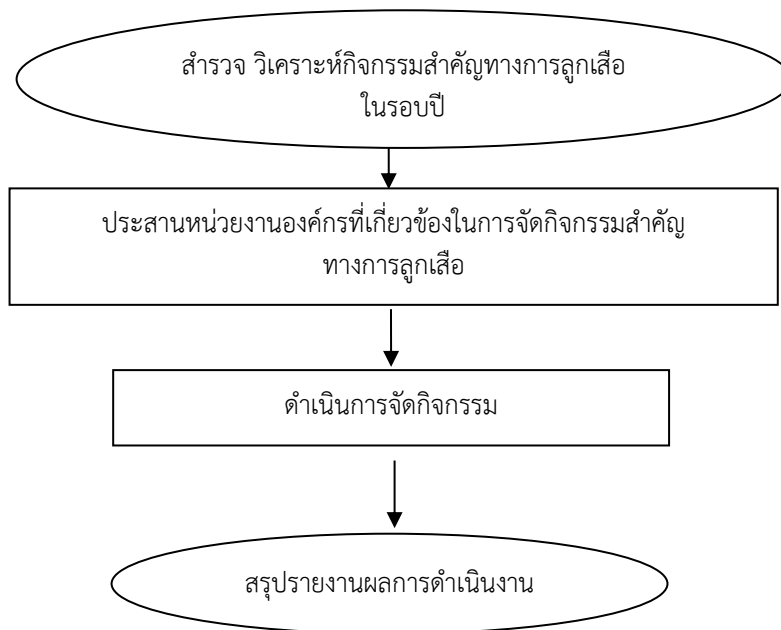 สำรวจ วิเคราะห์กิจกรรมสำคัญทางการลูกเสือ
ในรอบปี
ประสานหน่วยงานองค์กรที่เกี่ยวข้องในการจัดกิจกรรมสำคัญ
ทางการลูกเสือ
ดำเนินการจัดกิจกรรม
สรุปรายงานผลการดำเนินงาน